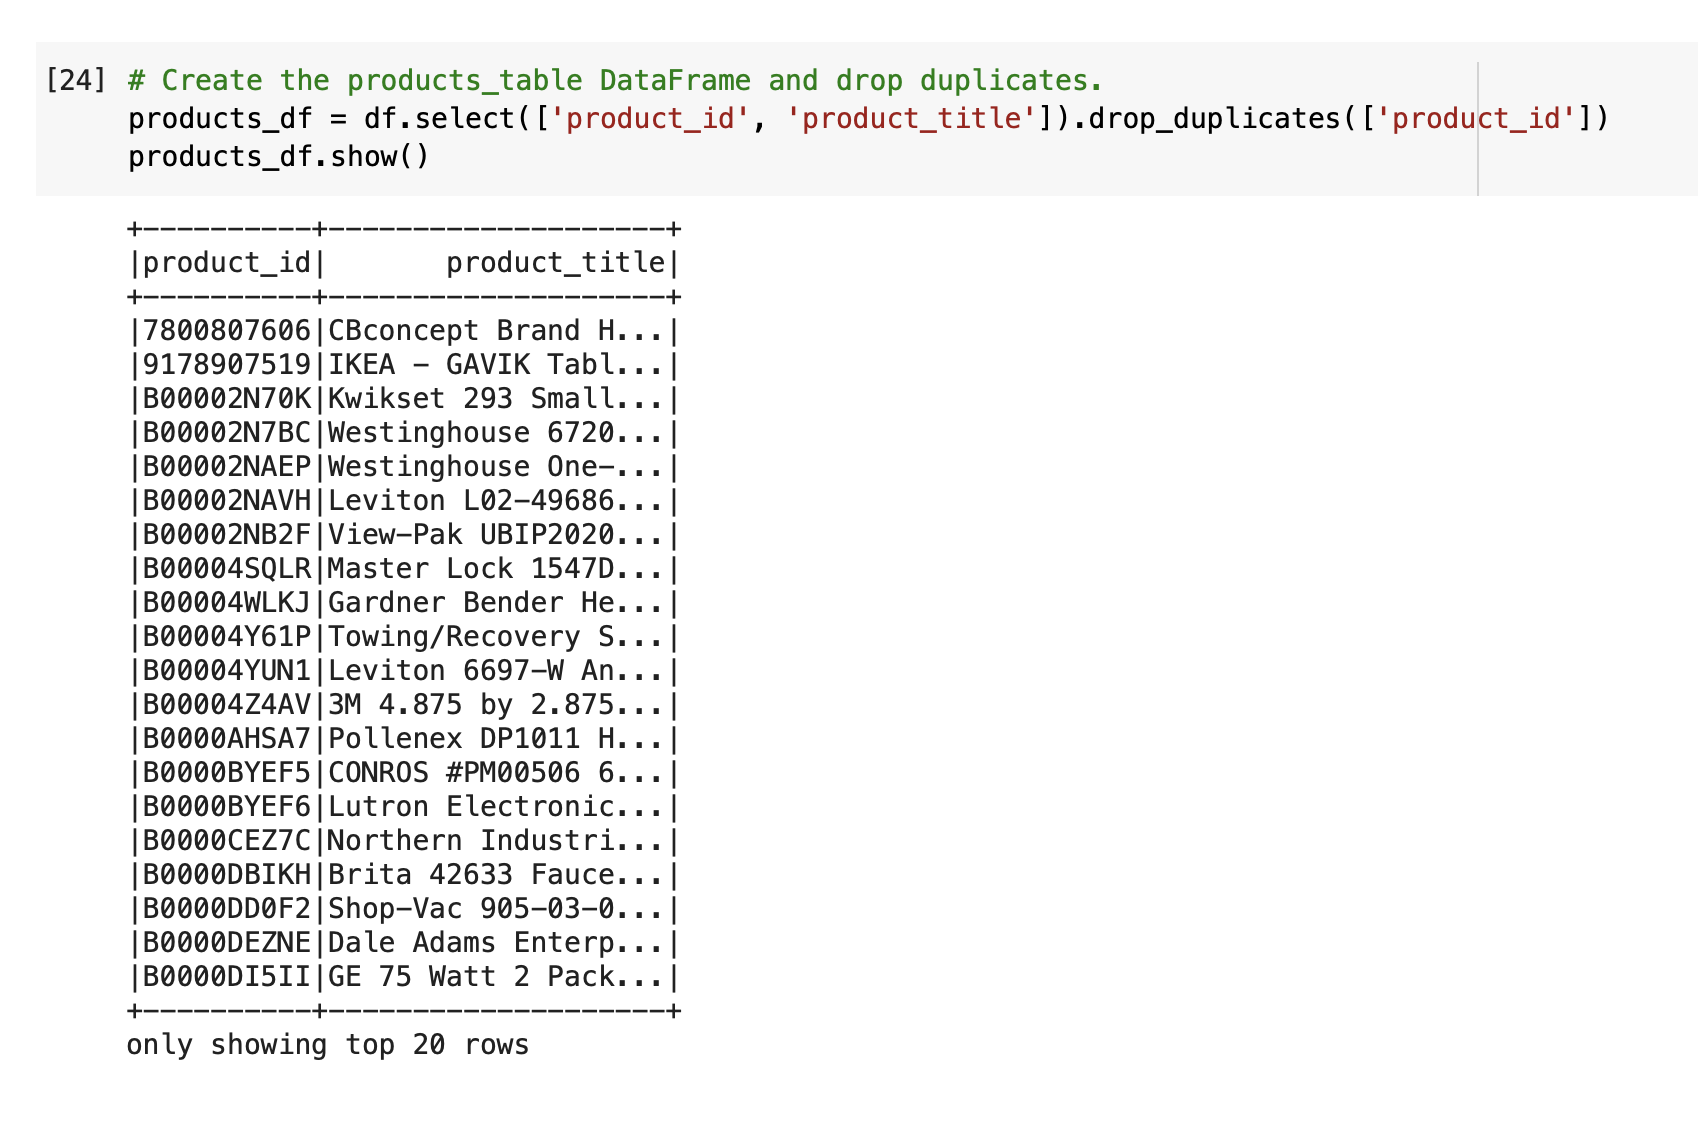 [24] # Create the products_table DataFrame and drop duplicates.
products_df = df.select(['product_id', 'product_title']).drop_duplicates(['product_id'])
products_df.show()
+----------+--------------------+
|product_id|       product_title|
+----------+--------------------+
|7800807606|CBconcept Brand H...|
|9178907519|IKEA - GAVIK Tabl...|
|B00002N70K|Kwikset 293 Small...|
|B00002N7BC|Westinghouse 6720...|
|B00002NAEP|Westinghouse One-...|
|B00002NAVH|Leviton L02-49686...|
|B00002NB2F|View-Pak UBIP2020...|
|B00004SQLR|Master Lock 1547D...|
|B00004WLKJ|Gardner Bender He...|
|B00004Y61P|Towing/Recovery S...|
|B00004YUN1|Leviton 6697-W An...|
|B00004Z4AV|3M 4.875 by 2.875...|
|B0000AHSA7|Pollenex DP1011 H...|
|B0000BYEF5|CONROS #PM00506 6...|
|B0000BYEF6|Lutron Electronic...|
|B0000CEZ7C|Northern Industri...|
|B0000DBIKH|Brita 42633 Fauce...|
|B0000DD0F2|Shop-Vac 905-03-0...|
|B0000DEZNE|Dale Adams Enterp...|
|B0000DI5II|GE 75 Watt 2 Pack...|
+----------+--------------------+
only showing top 20 rows